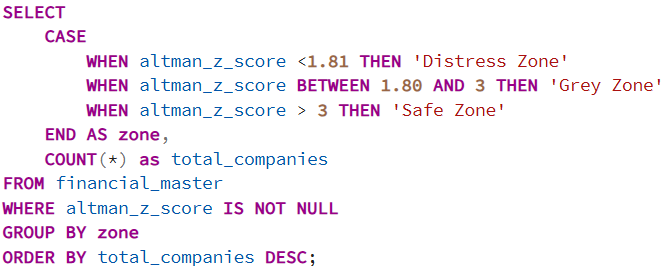 SELECT
    CASE
        WHEN altman_z_score <1.81 THEN 'Distress Zone'
        WHEN altman_z_score BETWEEN 1.80 AND 3 THEN 'Grey Zone'
        WHEN altman_z_score > 3 THEN 'Safe Zone'
    END AS zone,
    COUNT(*) as total_companies
FROM financial_master
WHERE altman_z_score IS NOT NULL
GROUP BY zone
ORDER BY total_companies DESC;